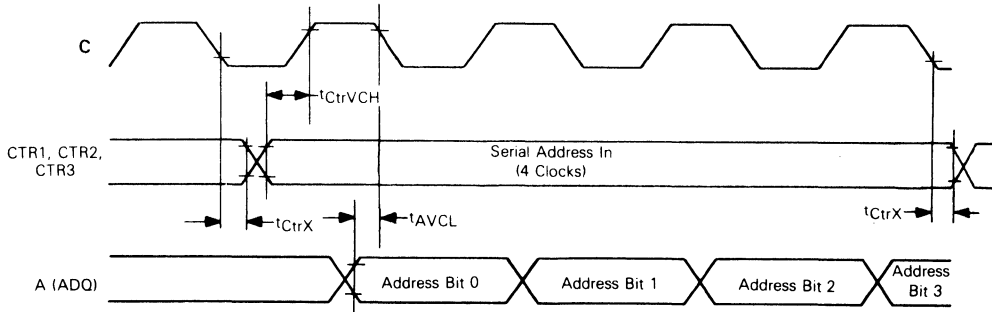 C
tCtrVCH
CTR1, CTR2,
CTR3
Serial Address In
(4 Clocks)
tCtrX
tAVCL
tCtrX
A (ADQ)
Address Bit 0
Address Bit 1
Address Bit 2
Address
Bit 3